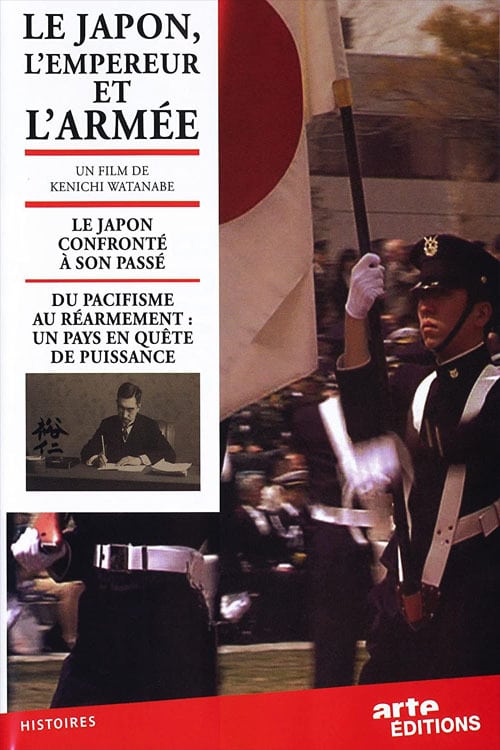 LE JAPON,
L'EMPEREUR
ET
L'ARMÉE
UN FILM DE
KENICHI WATANABE
LE JAPON
CONFRONTÉ
À SON PASSÉ
DU PACIFISME
AU RÉARMEMENT :
UN PAYS EN QUÊTE
DE PUISSANCE
裕
仁
HISTOIRES
arte
ÉDITIONS